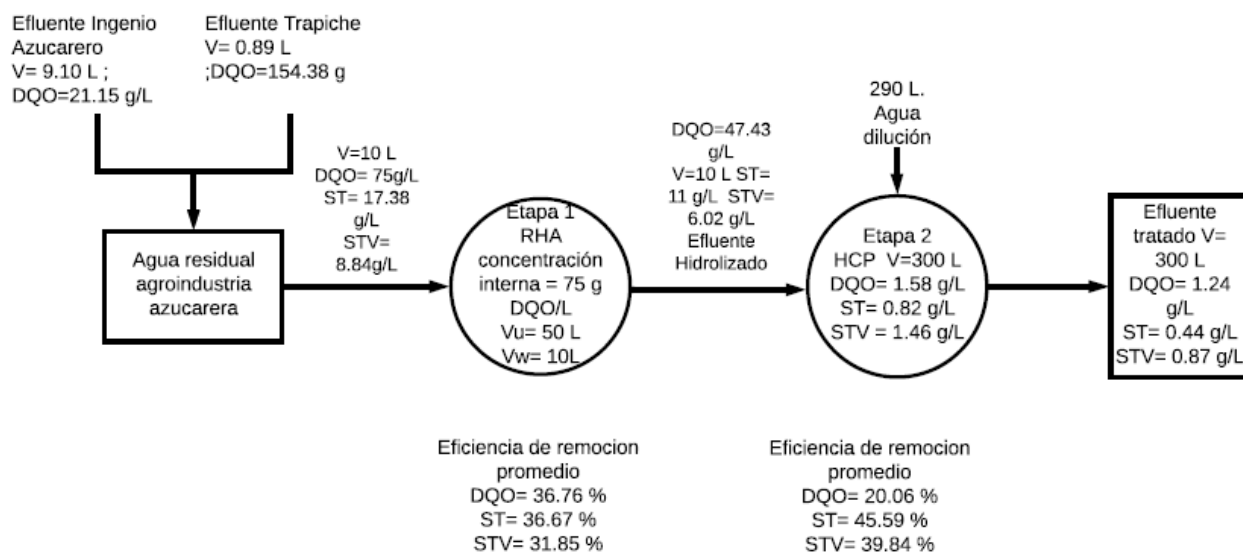 Efluente Ingenio
Azucarero
V= 9.10 L ;
DQO=21.15 g/L
Efluente Trapiche
V= 0.89 L
;DQO=154.38 g
V=10 L
DQO= 75g/L
ST= 17.38
g/L
STV=
8.84g/L
DQO=47.43
g/L
V=10 L ST=
11 g/L STV=
6.02 g/L
Efluente
Hidrolizado
290 L.
Agua
dilución
Agua residual
agroindustria
azucarera
Etapa 1
RHA
concentración
interna = 75 g
DQO/L
Vu= 50 L
Vw= 10L
Etapa 2
HCP V=300 L
DQO= 1.58 g/L
ST= 0.82 g/L
STV = 1.46 g/L
Efluente
tratado V=
300 L
DQO= 1.24
g/L
ST= 0.44 g/L
STV= 0.87 g/L
Eficiencia de remocion
promedio
DQO= 36.76 %
ST= 36.67 %
STV= 31.85 %
Eficiencia de remocion
promedio
DQO= 20.06 %
ST= 45.59 %
STV= 39.84 %